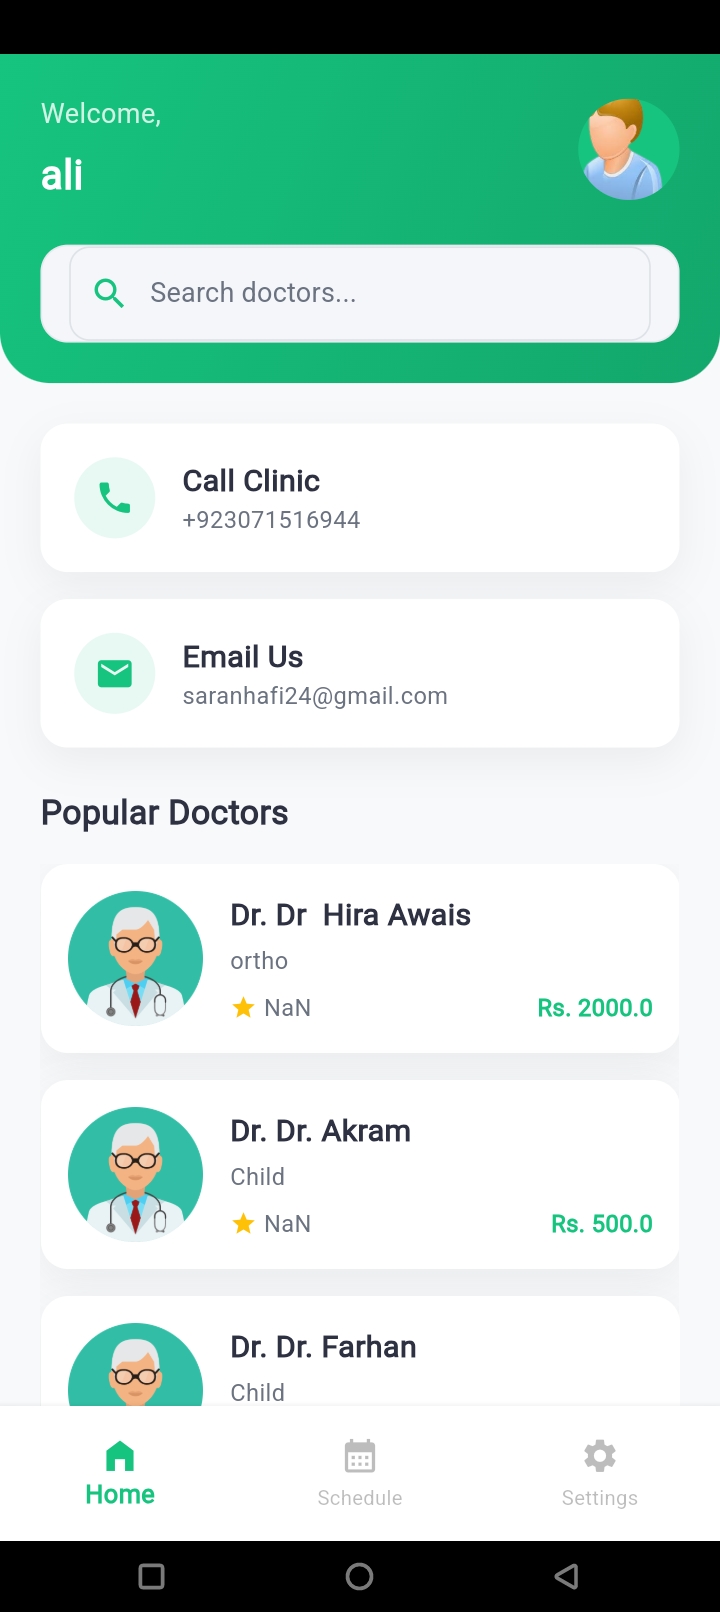 Welcome,
ali
Search doctors...
Call Clinic
+923071516944
Email Us
saranhafi24@gmail.com
Popular Doctors
Dr. Dr  Hira Awais
ortho
NaN
Rs. 2000.0
Dr. Dr. Akram
Child
NaN
Rs. 500.0
Dr. Dr. Farhan
Child
Home
Schedule
Settings